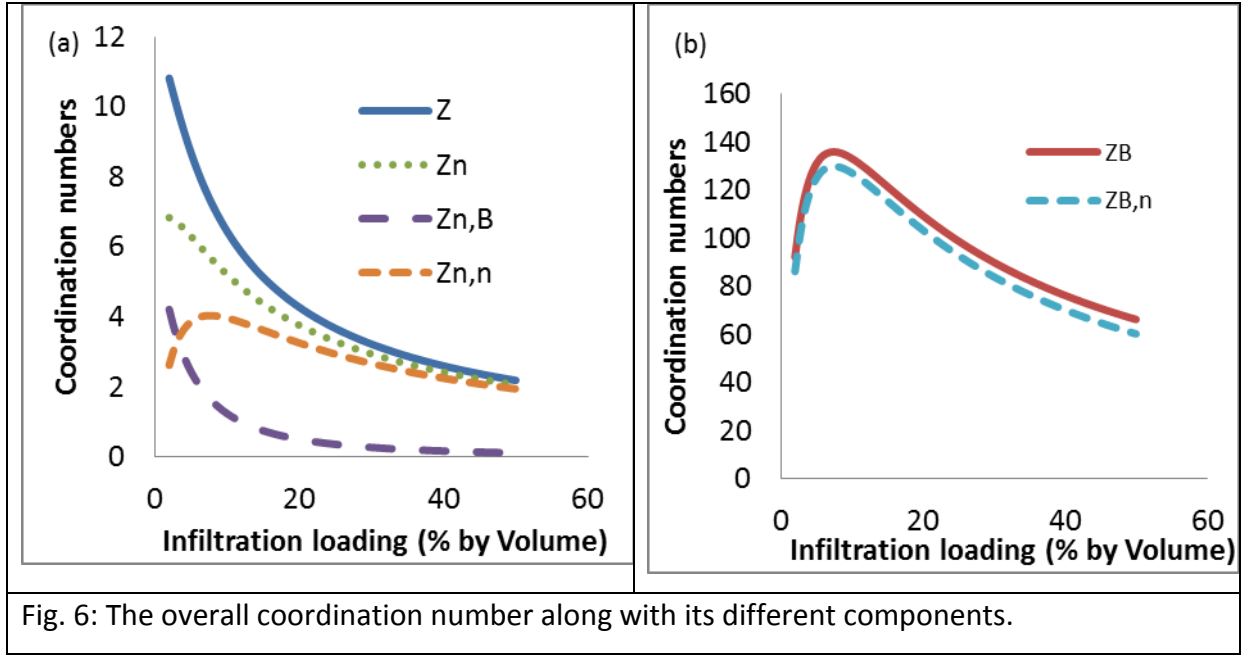 (a)
Coordination numbers
12
10
8
6
4
2
0
0 20 40 60
Infiltration loading (% by Volume)
Z
Zn
Zn,B
Zn,n
(b)
Coordination numbers
160
140
120
100
80
60
40
20
0
0 20 40 60
Infiltration loading (% by Volume)
ZB
ZB,n
Fig. 6: The overall coordination number along with its different components.